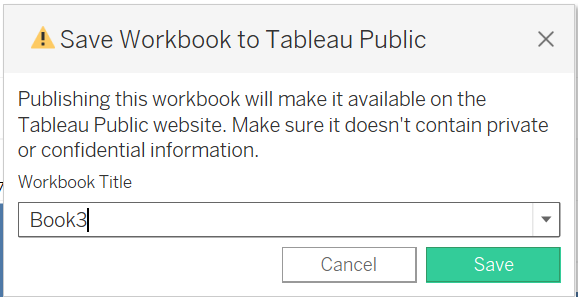 Save Workbook to Tableau Public
Publishing this workbook will make it available on the
Tableau Public website. Make sure it doesn't contain private
or confidential information.
Workbook Title
Book3
Cancel Save